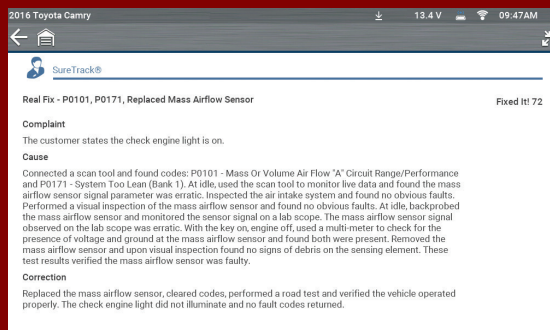 2016 Toyota Camry 13.4 V 09:47AM
SureTrack®
Real Fix - P0101, P0171, Replaced Mass Airflow Sensor Fixed It! 72
Complaint
The customer states the check engine light is on.
Cause
Connected a scan tool and found codes: P0101 - Mass Or Volume Air Flow "A" Circuit Range/Performance
and P0171 - System Too Lean (Bank 1). At idle, used the scan tool to monitor live data and found the mass
airflow sensor signal parameter was erratic. Inspected the air intake system and found no obvious faults.
Performed a visual inspection of the mass airflow sensor and found no obvious faults. At idle, backprobed
the mass airflow sensor and monitored the sensor signal on a lab scope. The mass airflow sensor signal
observed on the lab scope was erratic. With the key on, engine off, used a multi-meter to check for the
presence of voltage and ground at the mass airflow sensor and found both were present. Removed the
mass airflow sensor and upon visual inspection found no signs of debris on the sensing element. These
test results verified the mass airflow sensor was faulty.
Correction
Replaced the mass airflow sensor, cleared codes, performed a road test and verified the vehicle operated
properly. The check engine light did not illuminate and no fault codes returned.